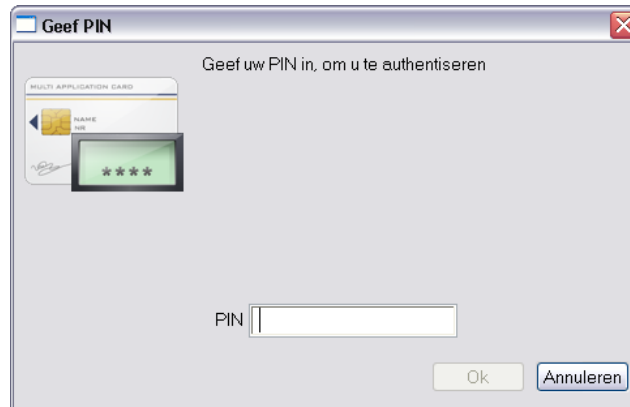 Geef PIN
Geef uw PIN in, om u te authentiseren
MULTI APPLICATION CARD
NAME
NR
****
PIN
Ok
Annuleren